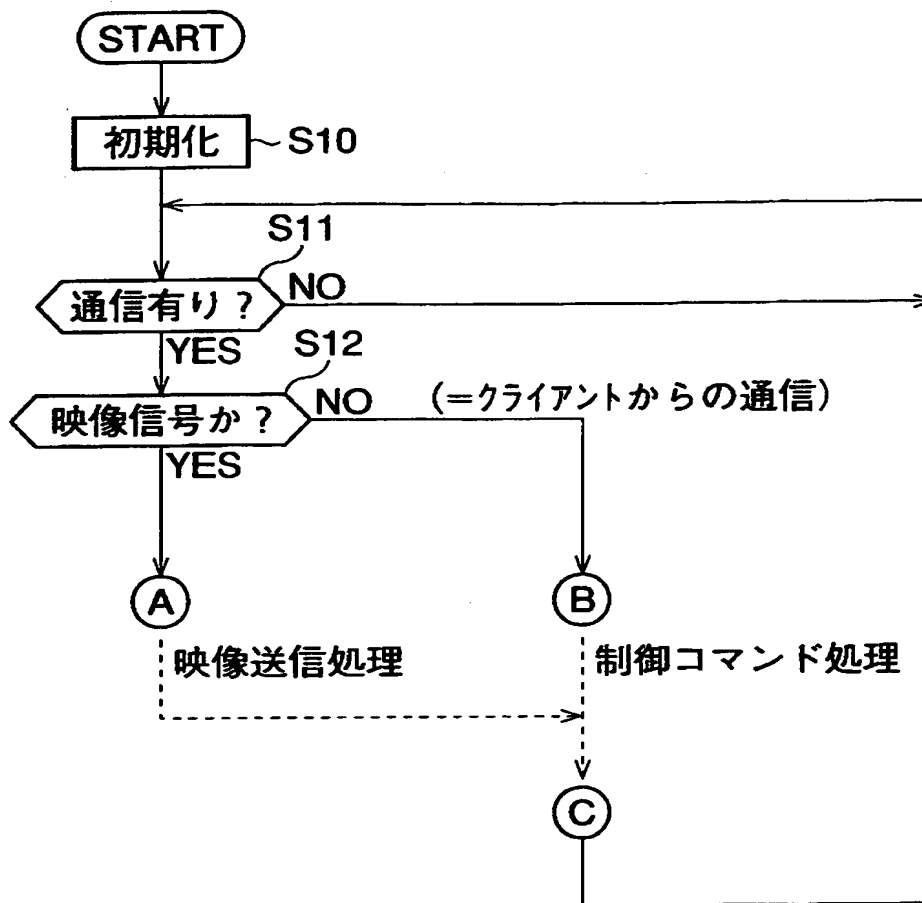 START
初期化
S10
S11
通信有り？
NO
YES
S12
映像信号か？
NO
(=クライアントからの通信)
YES
A
B
映像送信処理
制御コマンド処理
C